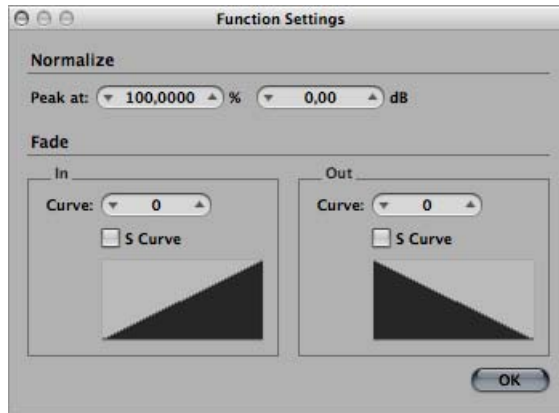 Function Settings
Normalize
Peak at: 100,0000 % 0,00 dB
Fade
In
Curve: 0
S Curve
Out
Curve: 0
S Curve
OK